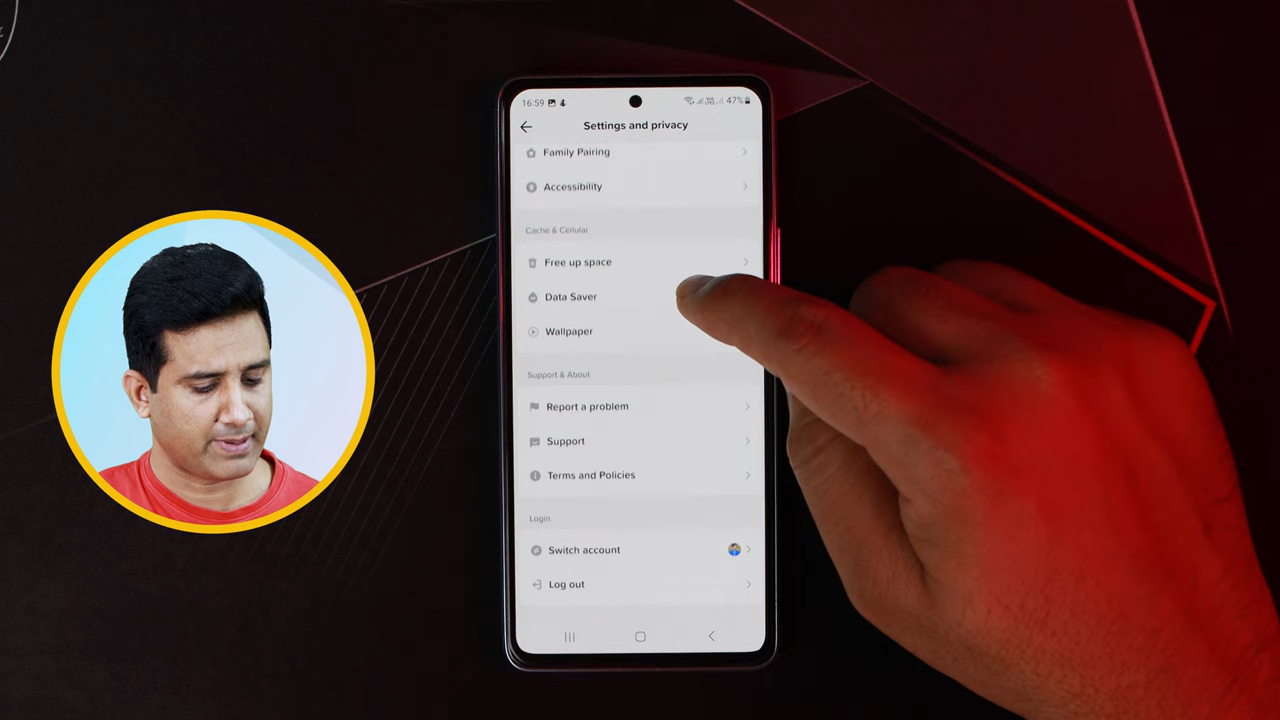 16:59
47%
Settings and privacy
Family Pairing
Accessibility
Cache & Cellular
Free up space
Data Saver
Wallpaper
Support & About
Report a problem
Support
Terms and Policies
Login
Switch account
Log out